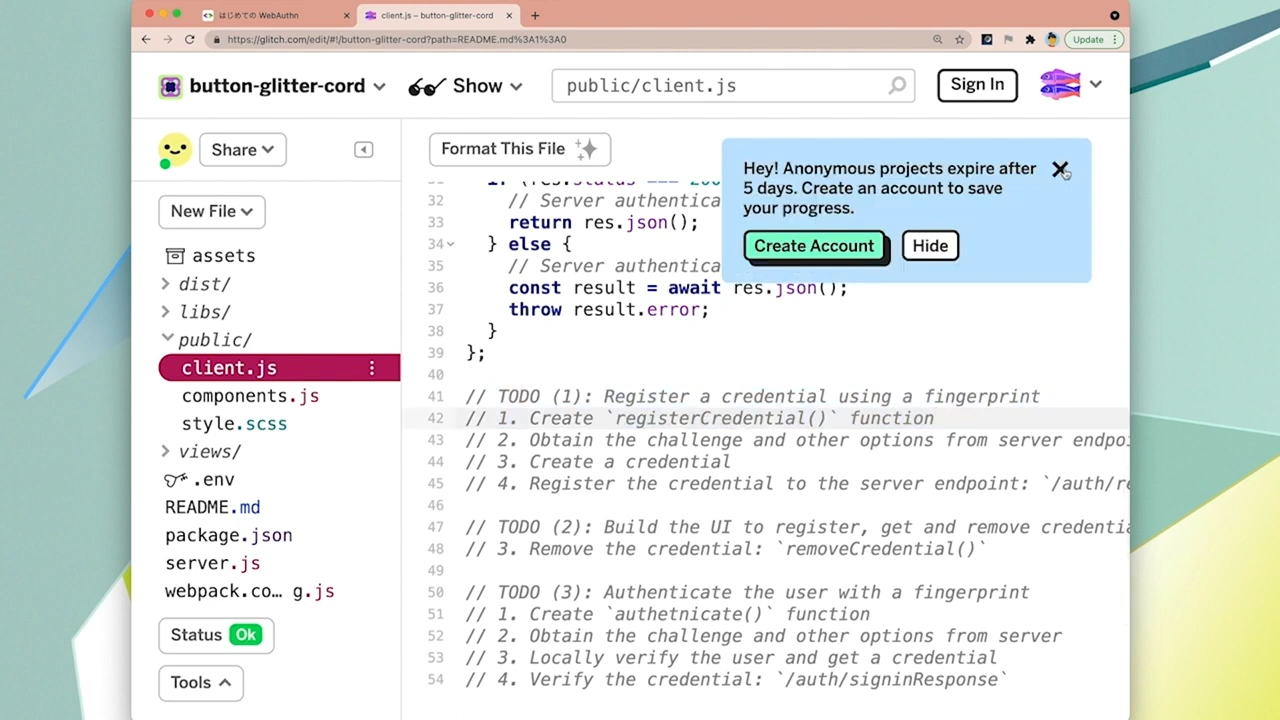 はじめての WebAuthn
client.js – button-glitter-cord
https://glitch.com/edit/#!/button-glitter-cord?path=README.md%3A1%3A0
Update
button-glitter-cord
Show
public/client.js
Sign In
Share
Format This File
Hey! Anonymous projects expire after
5 days. Create an account to save
your progress.
Create Account
Hide
New File
assets
dist/
libs/
public/
client.js
components.js
style.scss
views/
.env
README.md
package.json
server.js
webpack.co… g.js
Status Ok
Tools
32 // Server authentica
33 return res.json();
34 } else {
35 // Server authentica
36 const result = await res.json();
37 throw result.error;
38 }
39 };
40
41 // TODO (1): Register a credential using a fingerprint
42 // 1. Create `registerCredential()` function
43 // 2. Obtain the challenge and other options from server endpoi
44 // 3. Create a credential
45 // 4. Register the credential to the server endpoint: `/auth/re
46
47 // TODO (2): Build the UI to register, get and remove credentia
48 // 3. Remove the credential: `removeCredential()`
49
50 // TODO (3): Authenticate the user with a fingerprint
51 // 1. Create `authetnicate()` function
52 // 2. Obtain the challenge and other options from server
53 // 3. Locally verify the user and get a credential
54 // 4. Verify the credential: `/auth/signinResponse`